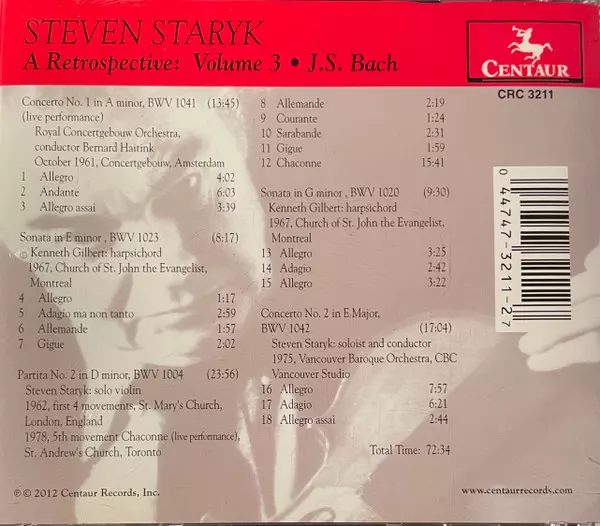 STEVEN STARYK
A Retrospective: Volume 3 • J.S. Bach
CENTAUR
CRC 3211
Concerto No. 1 in A minor, BWV 1041 (13:45)
(live performance)
Royal Concertgebouw Orchestra,
conductor Bernard Haitink
October 1961, Concertgebouw, Amsterdam
1 Allegro 4:02
2 Andante 6:03
3 Allegro assai 3:39
Sonata in E minor , BWV 1023 (8:17)
Kenneth Gilbert: harpsichord
1967, Church of St. John the Evangelist,
Montreal
4 Allegro 1:17
5 Adagio ma non tanto 2:59
6 Allemande 1:57
7 Gigue 2:02
Partita No. 2 in D minor, BWV 1004 (23:56)
Steven Staryk: solo violin
1962, first 4 movements, St. Mary's Church,
London, England
1978, 5th movement Chaconne (live performance),
St. Andrew's Church, Toronto
8 Allemande 2:19
9 Courante 1:24
10 Sarabande 2:31
11 Gigue 1:59
12 Chaconne 15:41
Sonata in G minor , BWV 1020 (9:30)
Kenneth Gilbert: harpsichord
1967, Church of St. John the Evangelist,
Montreal
13 Allegro 3:25
14 Adagio 2:42
15 Allegro 3:22
Concerto No. 2 in E Major,
BWV 1042 (17:04)
Steven Staryk: soloist and conductor
1975, Vancouver Baroque Orchestra, CBC
Vancouver Studio
16 Allegro 7:57
17 Adagio 6:21
18 Allegro assai 2:44
Total Time: 72:34
0 44747-3211-2 7
℗ © 2012 Centaur Records, Inc.
www.centaurrecords.com